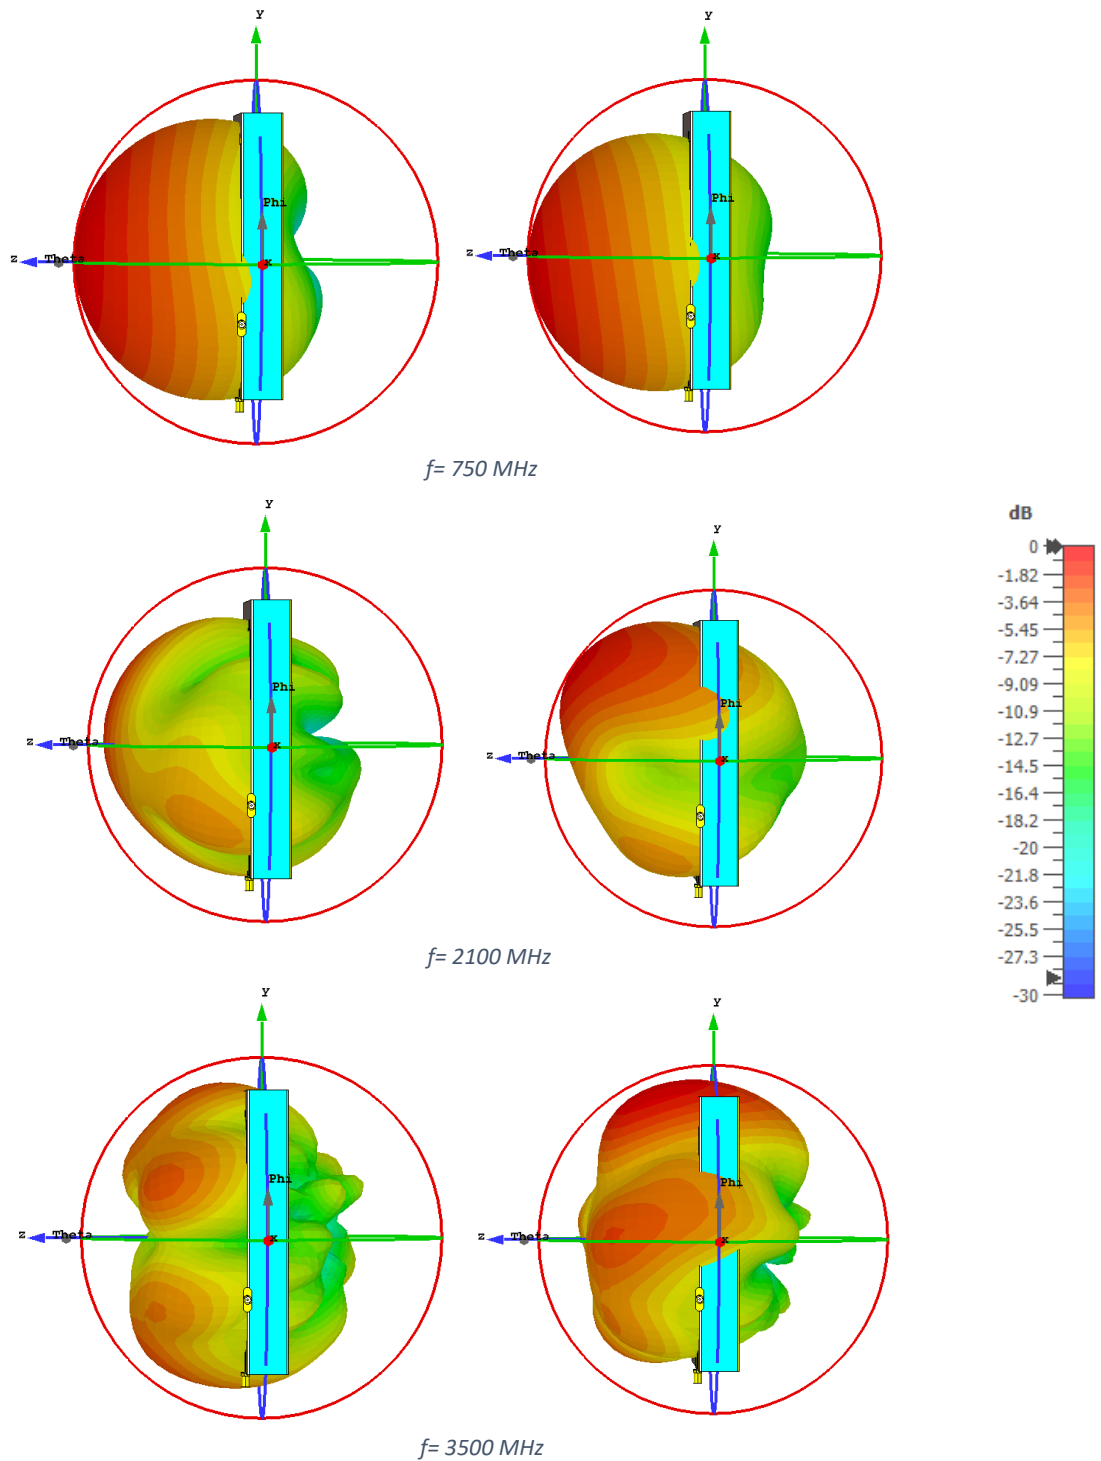 Y Y
Phi Phi
z Theta x z Theta x
f= 750 MHz
Y Y
dB
0
-1.82
-3.64
-5.45
-7.27
-9.09
-10.9
-12.7
-14.5
-16.4
-18.2
-20
-21.8
-23.6
-25.5
-27.3
-30
Phi Phi
z Theta x z Theta x
f= 2100 MHz
Y Y
Phi Phi
z Theta x z Theta x
f= 3500 MHz